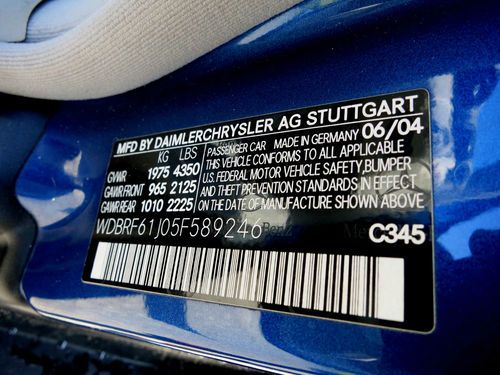 MFD BY DAIMLERCHRYSLER AG STUTTGART
KG LBS
GVWR 1975 4350
GAWR FRONT 965 2125
GAWR REAR 1010 2225
PASSENGER CAR MADE IN GERMANY 06/04
THIS VEHICLE CONFORMS TO ALL APPLICABLE
U.S. FEDERAL MOTOR VEHICLE SAFETY, BUMPER
AND THEFT PREVENTION STANDARDS IN EFFECT
ON THE DATE OF MANUFACTURE SHOWN ABOVE
WDBRF61J05F589246
C345